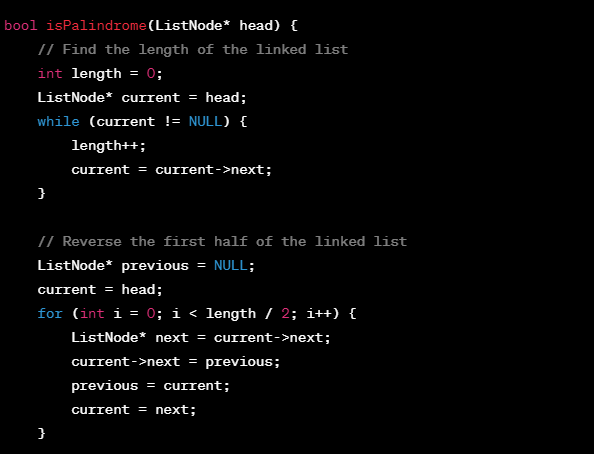 bool isPalindrome(ListNode* head) {
    // Find the length of the linked list
    int length = 0;
    ListNode* current = head;
    while (current != NULL) {
        length++;
        current = current->next;
    }

    // Reverse the first half of the linked list
    ListNode* previous = NULL;
    current = head;
    for (int i = 0; i < length / 2; i++) {
        ListNode* next = current->next;
        current->next = previous;
        previous = current;
        current = next;
    }